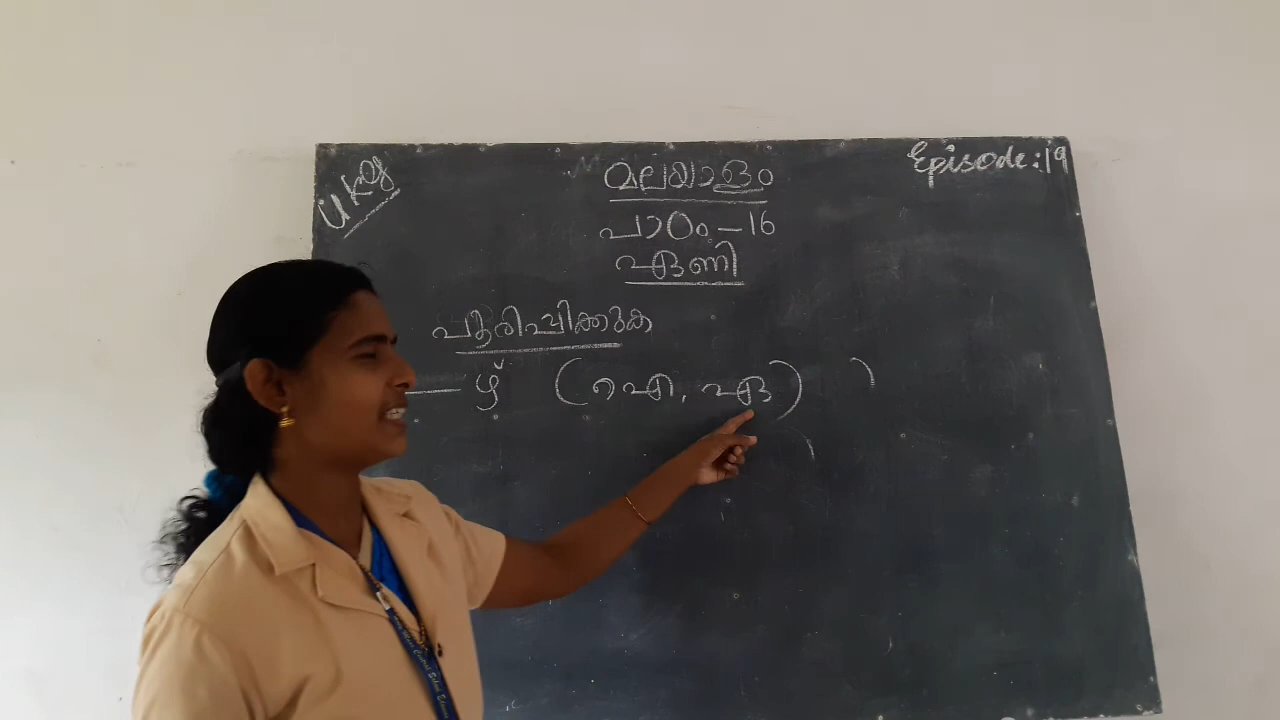 Ukg
Episode:19
മലയാളം
പാഠം-16
ഏണി
പൂരിപ്പിക്കുക
— ഴ് (ഐ, ഏ) )